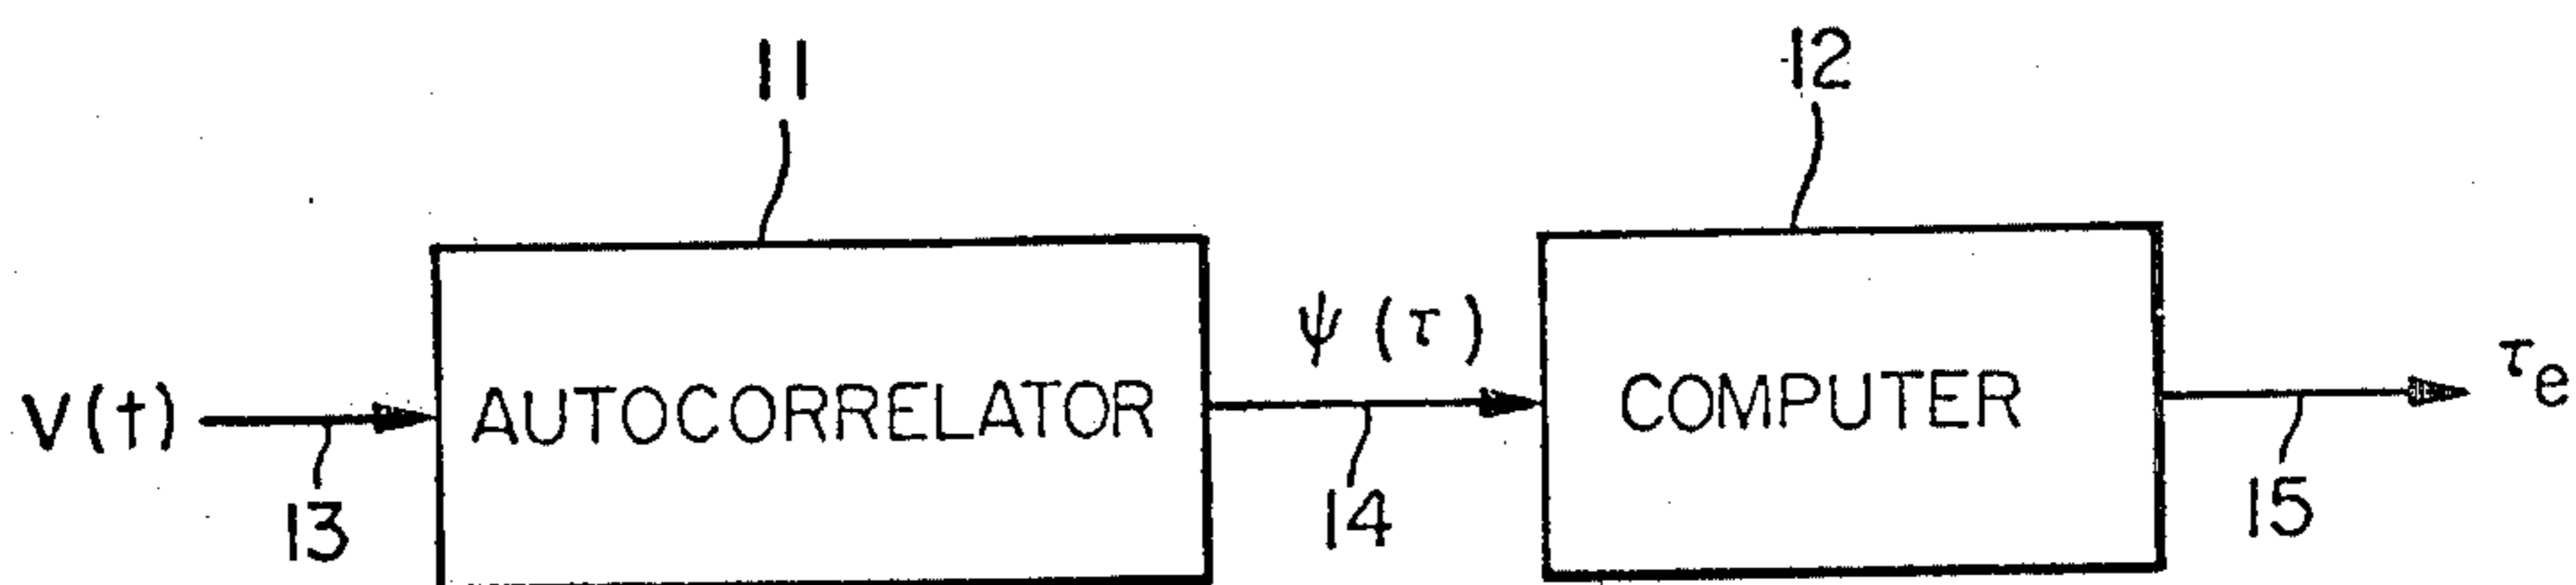 11
12
V(t)
AUTOCORRELATOR
ψ (τ)
COMPUTER
τe
13
14
15